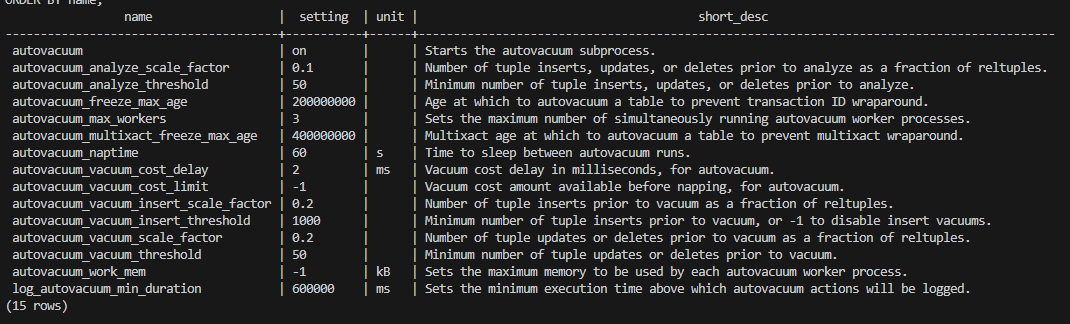 ORDER BY name;
name | setting | unit | short_desc
---------------------------------------+-----------+------+------------------------------------------------------------------------------------------
autovacuum | on | | Starts the autovacuum subprocess.
autovacuum_analyze_scale_factor | 0.1 | | Number of tuple inserts, updates, or deletes prior to analyze as a fraction of reltuples.
autovacuum_analyze_threshold | 50 | | Minimum number of tuple inserts, updates, or deletes prior to analyze.
autovacuum_freeze_max_age | 200000000 | | Age at which to autovacuum a table to prevent transaction ID wraparound.
autovacuum_max_workers | 3 | | Sets the maximum number of simultaneously running autovacuum worker processes.
autovacuum_multixact_freeze_max_age | 400000000 | | Multixact age at which to autovacuum a table to prevent multixact wraparound.
autovacuum_naptime | 60 | s | Time to sleep between autovacuum runs.
autovacuum_vacuum_cost_delay | 2 | ms | Vacuum cost delay in milliseconds, for autovacuum.
autovacuum_vacuum_cost_limit | -1 | | Vacuum cost amount available before napping, for autovacuum.
autovacuum_vacuum_insert_scale_factor | 0.2 | | Number of tuple inserts prior to vacuum as a fraction of reltuples.
autovacuum_vacuum_insert_threshold | 1000 | | Minimum number of tuple inserts prior to vacuum, or -1 to disable insert vacuums.
autovacuum_vacuum_scale_factor | 0.2 | | Number of tuple updates or deletes prior to vacuum as a fraction of reltuples.
autovacuum_vacuum_threshold | 50 | | Minimum number of tuple updates or deletes prior to vacuum.
autovacuum_work_mem | -1 | kB | Sets the maximum memory to be used by each autovacuum worker process.
log_autovacuum_min_duration | 600000 | ms | Sets the minimum execution time above which autovacuum actions will be logged.
(15 rows)